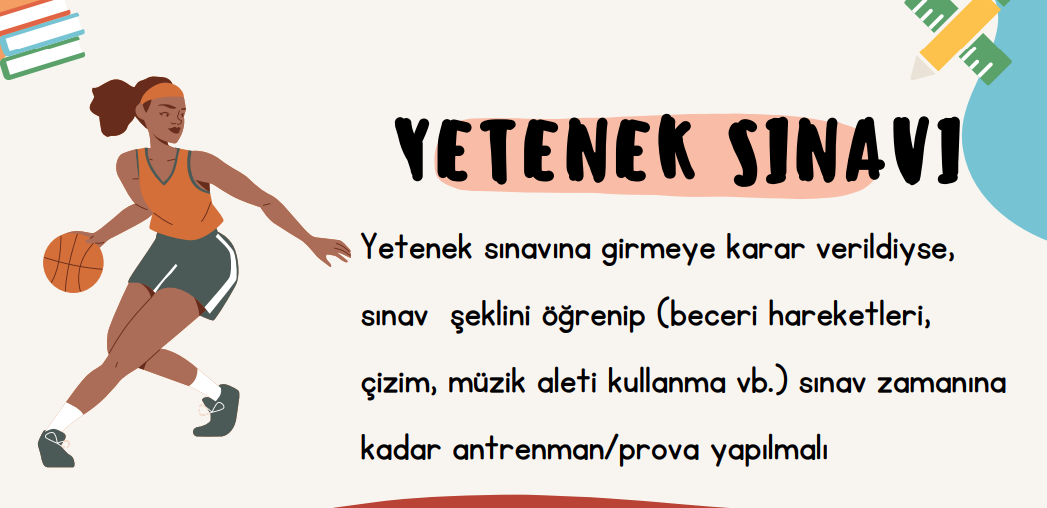 YETENEK SINAVI
Yetenek sınavına girmeye karar verildiyse,
sınav şeklini öğrenip (beceri hareketleri,
çizim, müzik aleti kullanma vb.) sınav zamanına
kadar antrenman/prova yapılmalı